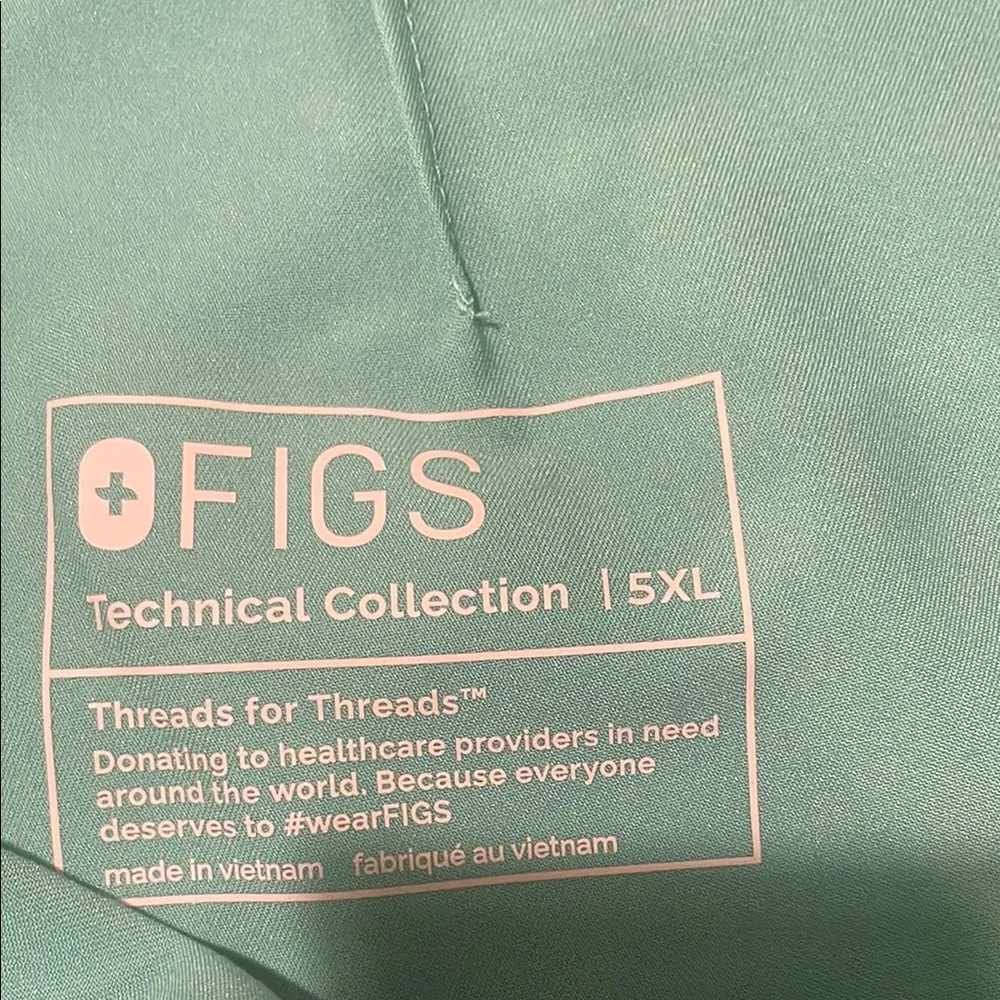 FIGS
Technical Collection | 5XL
Threads for Threads™
Donating to healthcare providers in need
around the world. Because everyone
deserves to #wearFIGS
made in vietnam fabriqué au vietnam